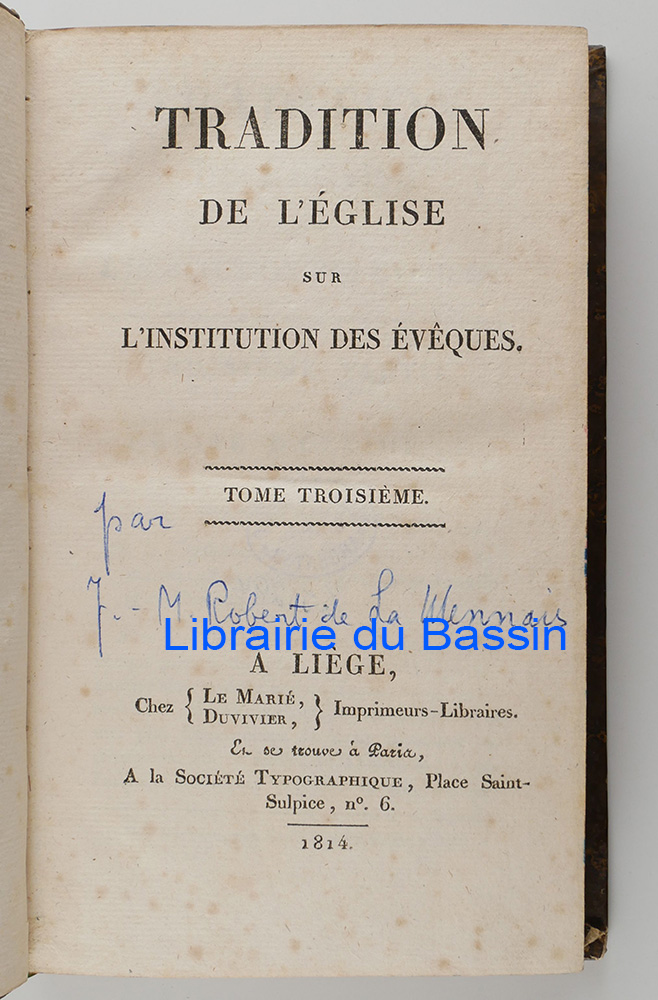 TRADITION
DE L'ÉGLISE
SUR
L'INSTITUTION DES ÉVÊQUES.
TOME TROISIÈME.
par
J.-M. Robert de La Mennais
Librairie du Bassin
A LIÈGE,
Chez { LE MARIÉ, DUVIVIER, } Imprimeurs-Libraires.
Et se trouve à Paris,
A la SOCIÉTÉ TYPOGRAPHIQUE, Place Saint-
Sulpice, nº. 6.
1814.